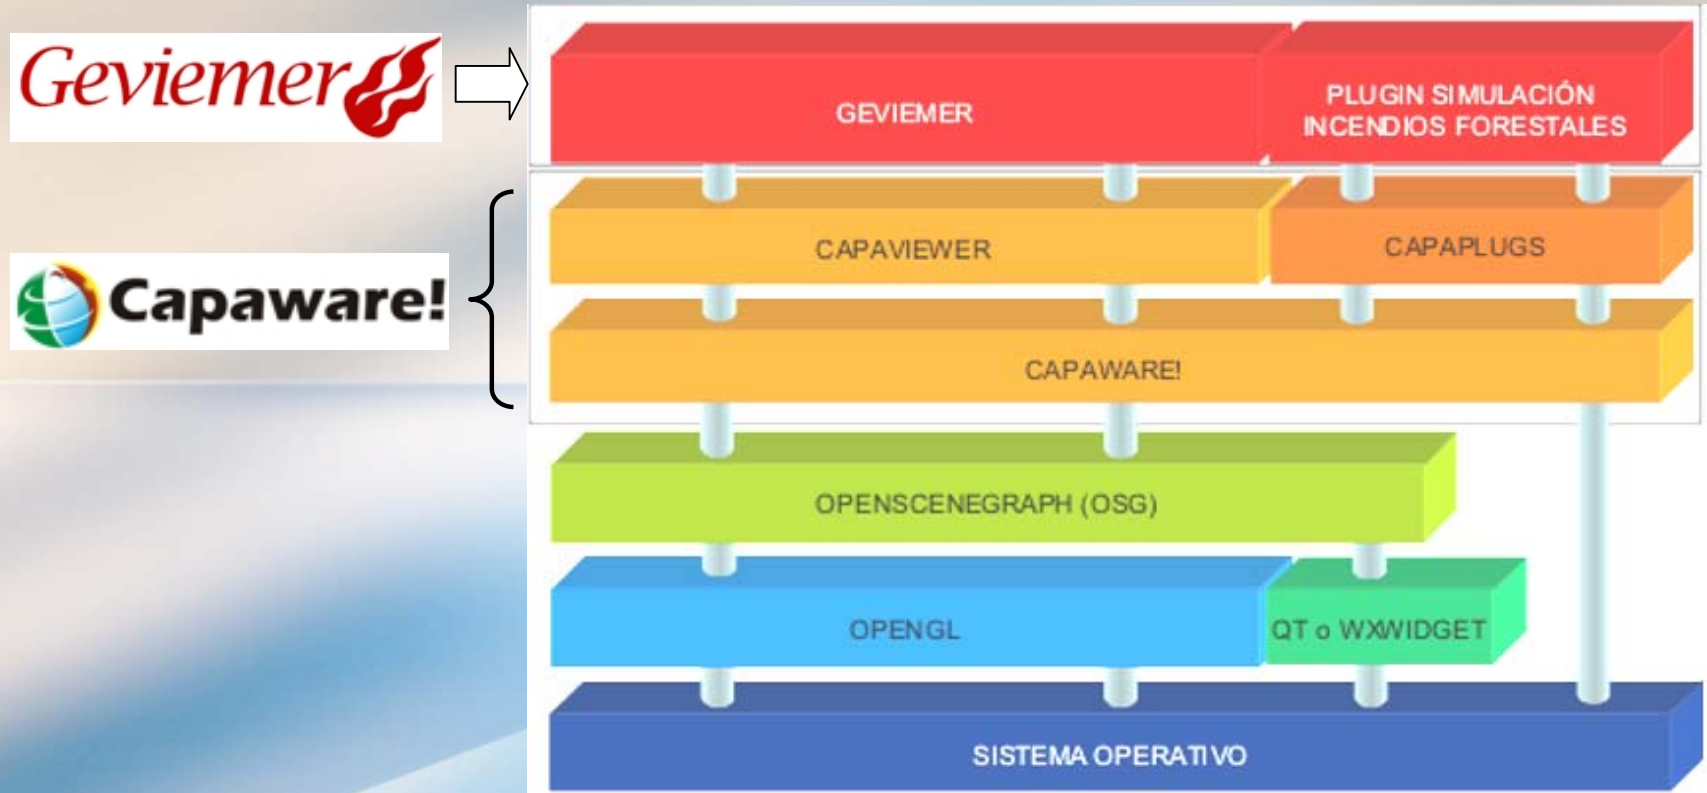 Geviemer
GEVIEMER
PLUGIN SIMULACIÓN
INCENDIOS FORESTALES
CAPAVIEWER
CAPAPLUGS
Capaware!
CAPAWARE!
OPENSCENEGRAPH (OSG)
OPENGL
QT o WXWIDGET
SISTEMA OPERATIVO